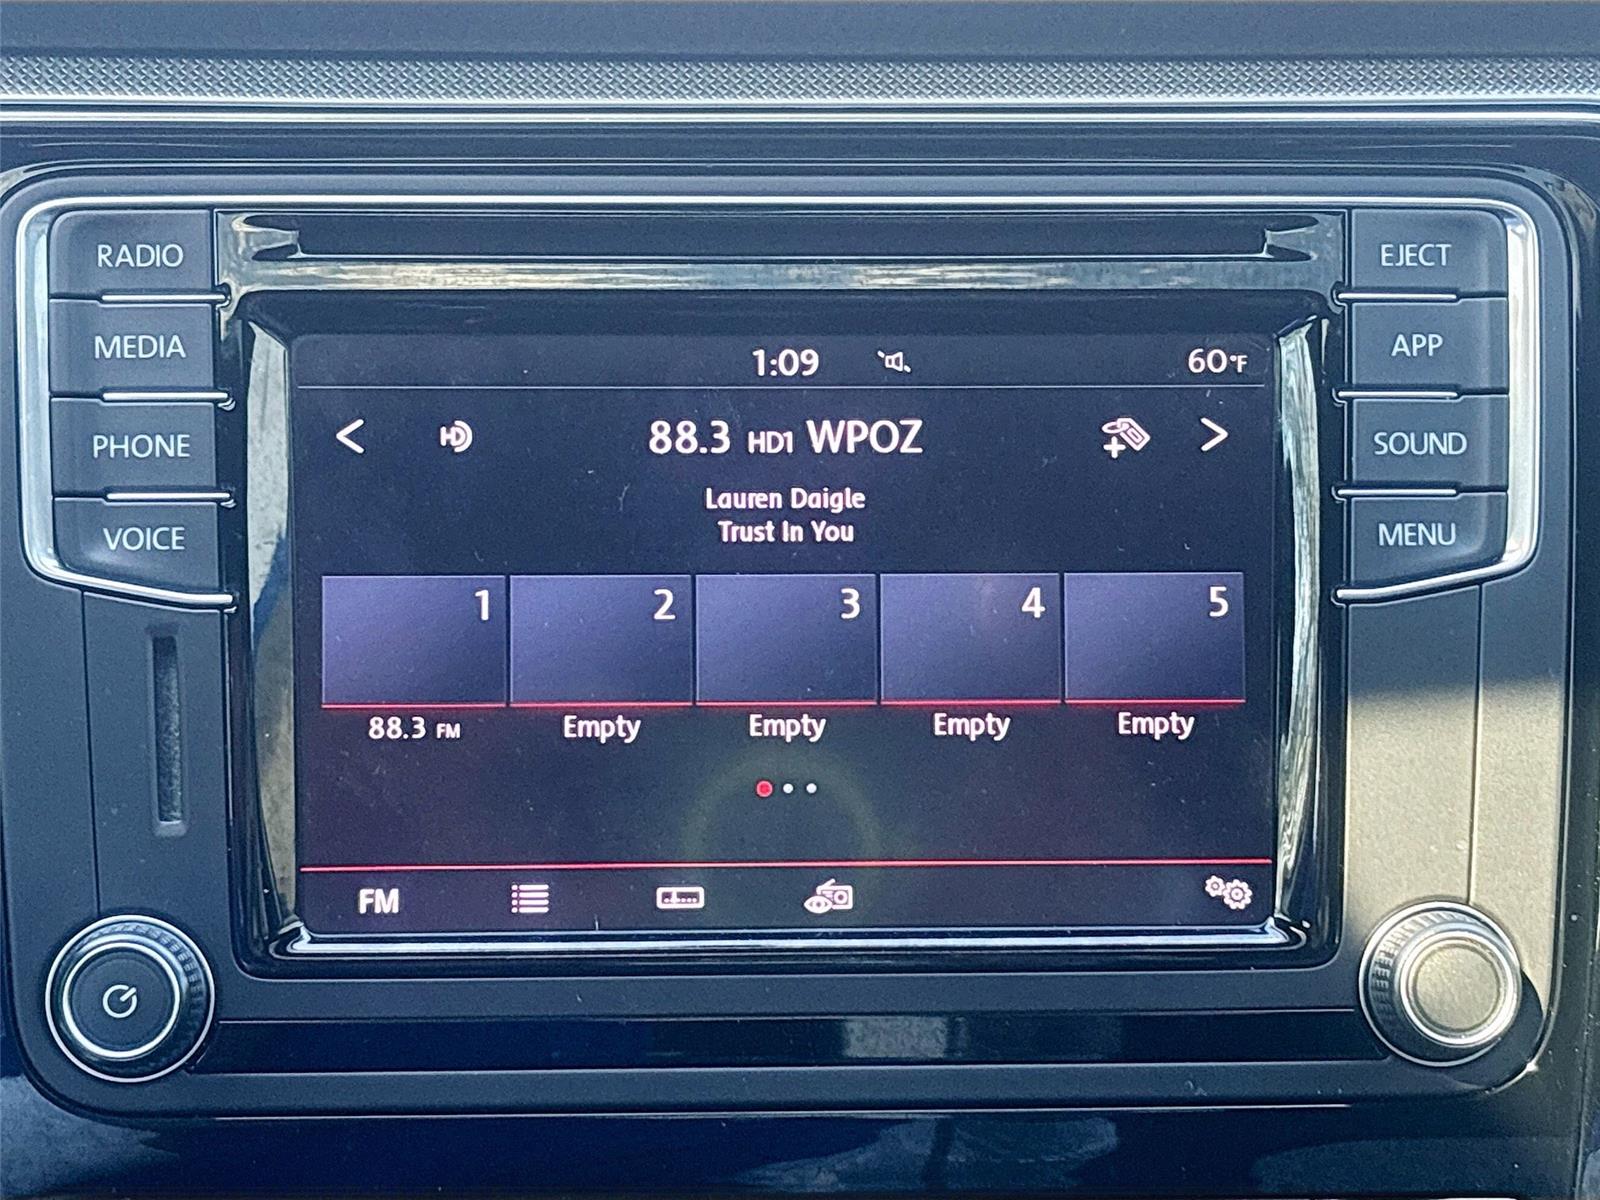 RADIO
MEDIA
PHONE
VOICE
EJECT
APP
SOUND
MENU
1:09
60°F
< HD 88.3 HD1 WPOZ >
Lauren Daigle
Trust In You
1 2 3 4 5
88.3 FM Empty Empty Empty Empty
FM